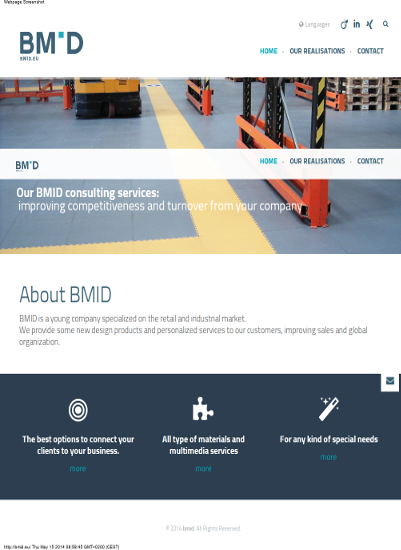 Webpage Screenshot
Languages
BMD
BMID.EU
HOME - OUR REALISATIONS - CONTACT
BMD
HOME - OUR REALISATIONS - CONTACT
Our BMID consulting services:
improving competitiveness and turnover from your company
About BMID
BMID is a young company specialized on the retail and industrial market.
We provide some new design products and personalized services to our customers, improving sales and global
organization.
The best options to connect your
clients to your business.
more
All type of materials and
multimedia services
more
For any kind of special needs
more
© 2014 bmid. All Rights Reserved
http://bmid.eu/ Thu May 15 2014 08:59:43 GMT+0200 (CEST)